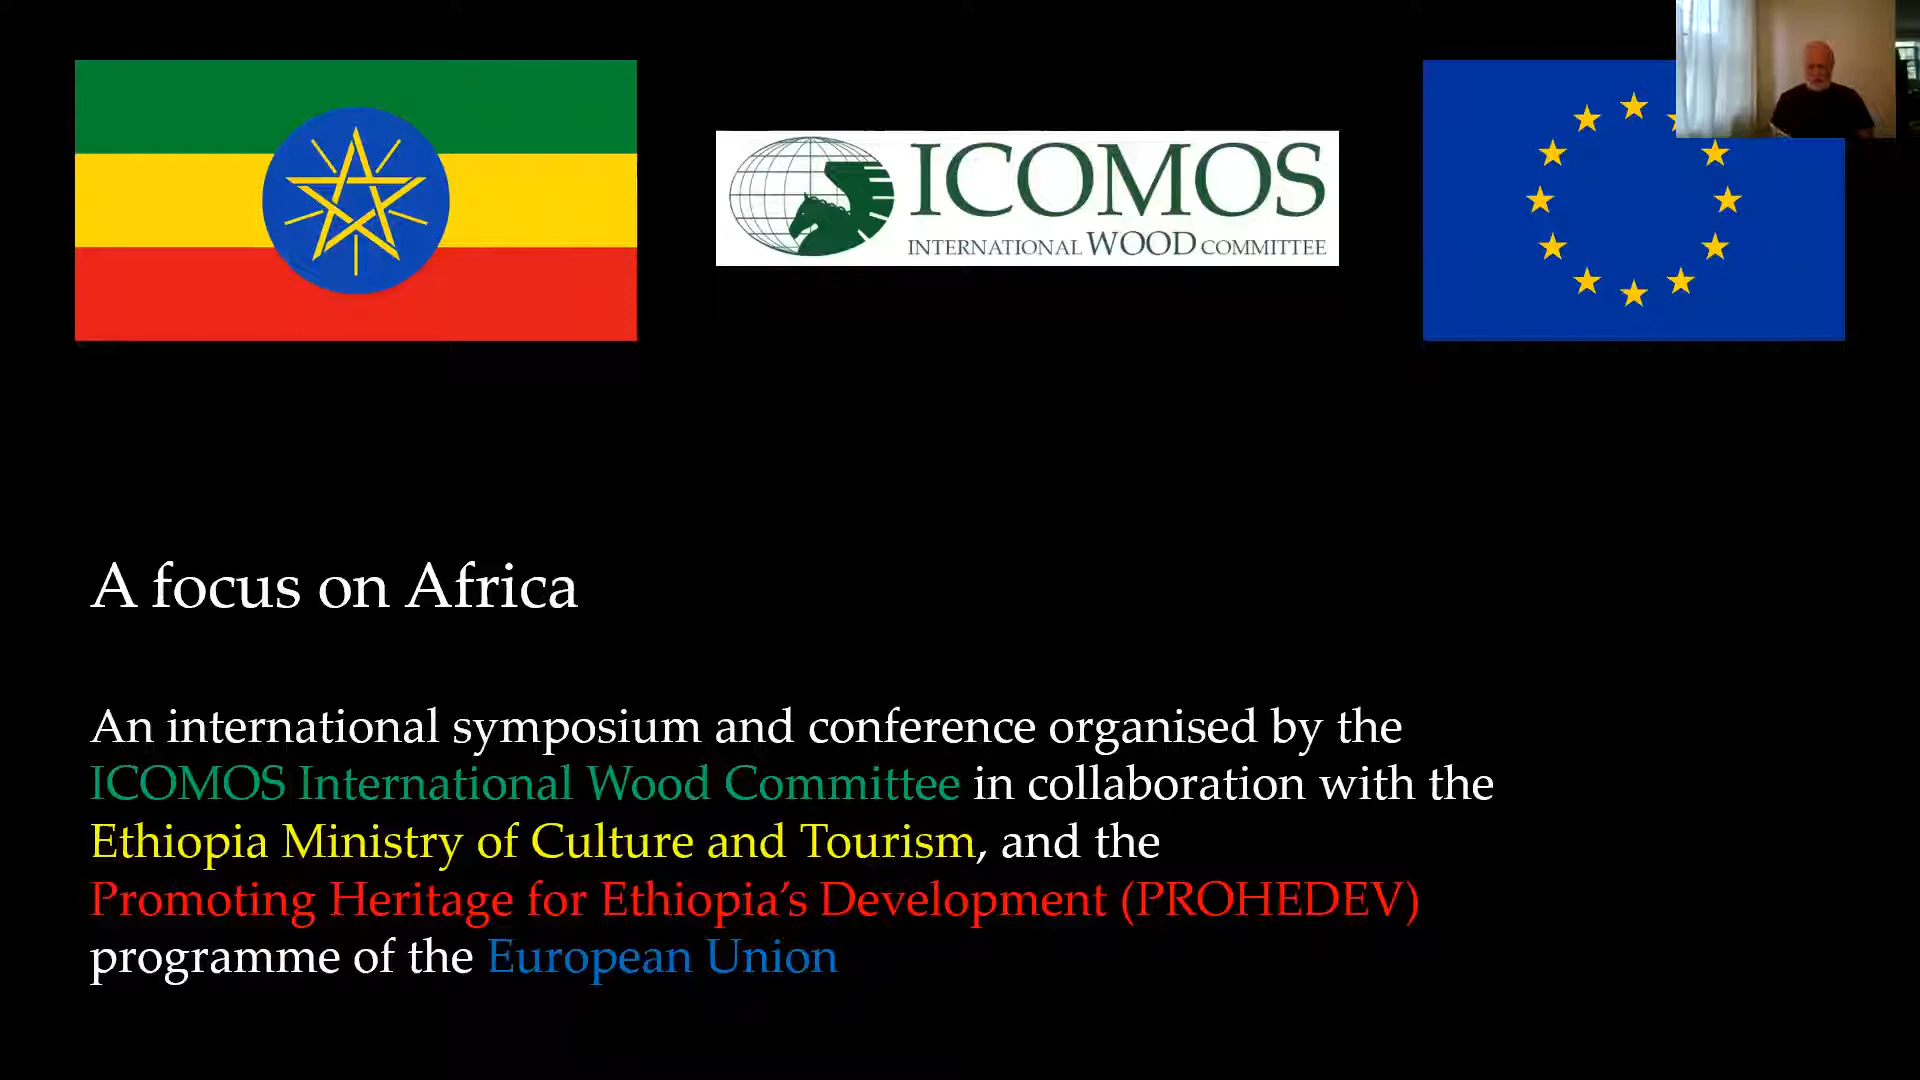 ICOMOS
INTERNATIONAL WOOD COMMITTEE
A focus on Africa
An international symposium and conference organised by the
ICOMOS International Wood Committee in collaboration with the
Ethiopia Ministry of Culture and Tourism, and the
Promoting Heritage for Ethiopia’s Development (PROHEDEV)
programme of the European Union